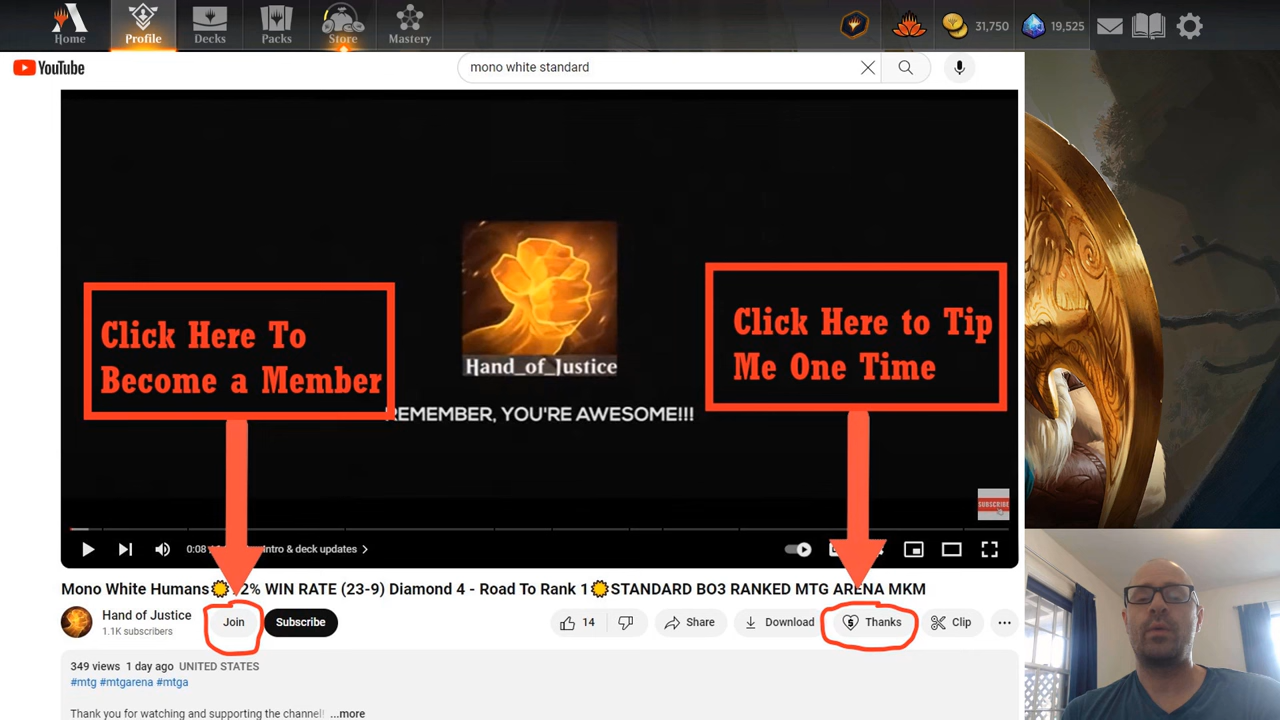 Home
Profile
Decks
Packs
Store
Mastery
31,750
19,525
YouTube
mono white standard
Click Here To
Become a Member
Click Here to Tip
Me One Time
Hand_of_Justice
REMEMBER, YOU'RE AWESOME!!!
SUBSCRIBE
0:08
Intro & deck updates >
Mono White Humans 2% WIN RATE (23-9) Diamond 4 - Road To Rank 1 STANDARD BO3 RANKED MTG ARENA MKM
Hand of Justice
1.1K subscribers
Join
Subscribe
14
Share
Download
Thanks
Clip
349 views 1 day ago UNITED STATES
#mtg #mtgarena #mtga
Thank you for watching and supporting the channel! ...more